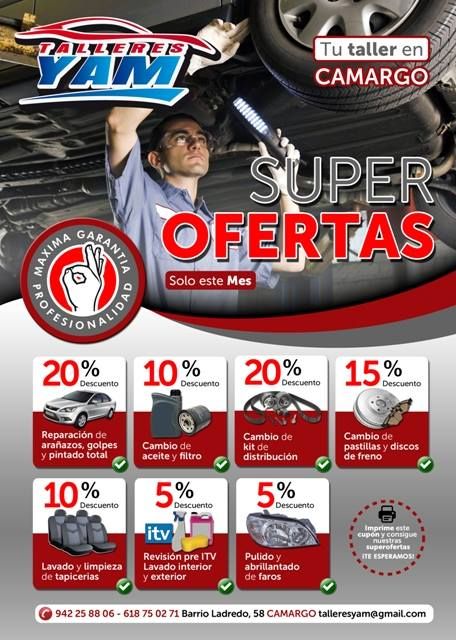 TALLERES
YAM
Tu taller en
CAMARGO
SUPER
OFERTAS
Solo este Mes
MAXIMA GARANTIA
PROFESIONALIDAD
20%
Descuento
Reparación de
arañazos, golpes
y pintado total
10%
Descuento
Cambio de
aceite y filtro
20%
Descuento
Cambio de
kit de
distribución
15%
Descuento
Cambio de
pastillas y discos
de freno
10%
Descuento
Lavado y limpieza
de tapicerias
5%
Descuento
itv
Revisión pre ITV
Lavado interior
y exterior
5%
Descuento
Pulido y
abrillantado
de faros
Imprime este
cupón y consigue
nuestras
superofertas
¡TE ESPERAMOS!
942 25 88 06 - 618 75 02 71 Barrio Ladredo, 58 CAMARGO talleresyam@gmail.com